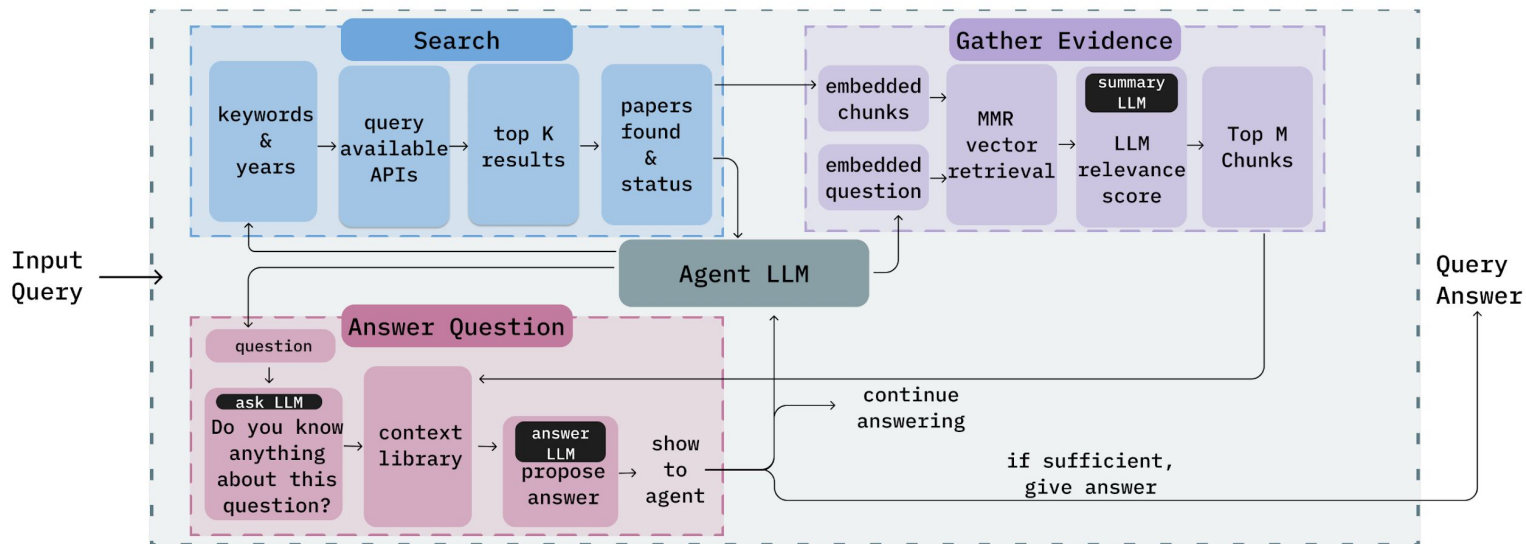 Search
keywords
&
years
query
available
APIs
top K
results
papers
found
&
status
Gather Evidence
embedded
chunks
embedded
question
MMR
vector
retrieval
summary
LLM
LLM
relevance
score
Top M
Chunks
Input
Query
Agent LLM
Query
Answer
Answer Question
question
ask LLM
Do you know
anything
about this
question?
context
library
answer
LLM
propose
answer
show
to
agent
continue
answering
if sufficient,
give answer